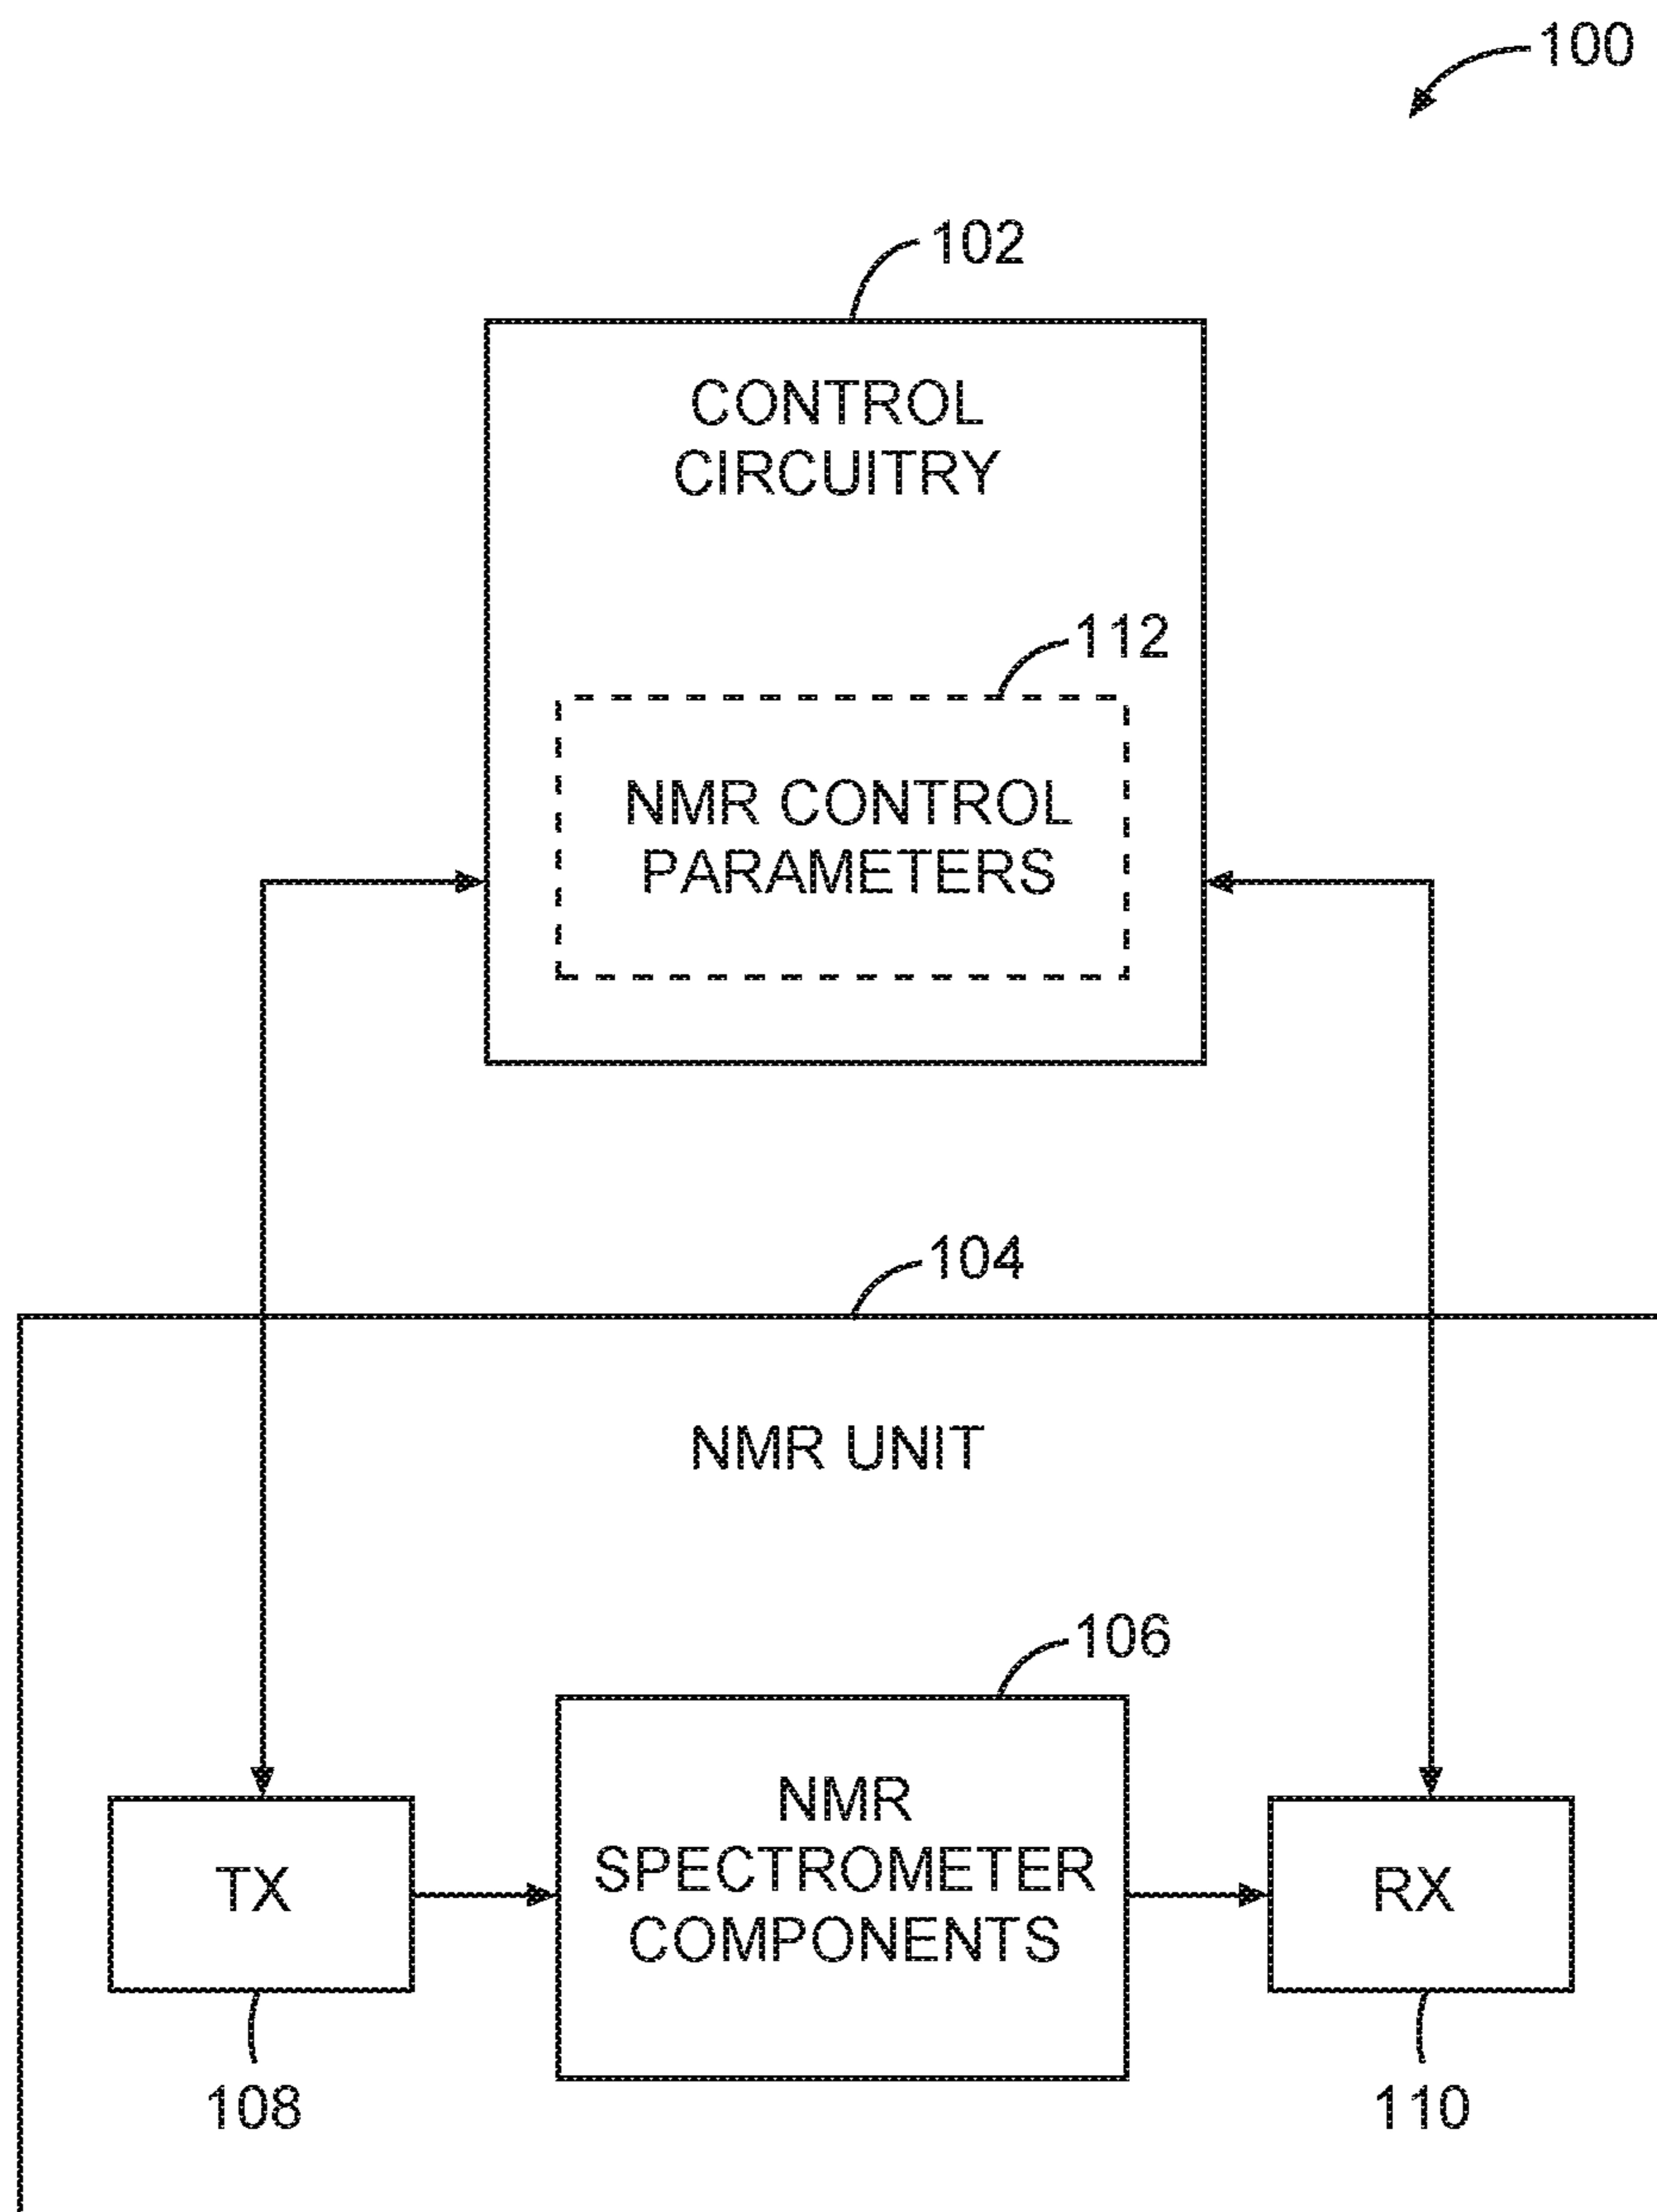 100
102
CONTROL
CIRCUITRY
112
NMR CONTROL
PARAMETERS
104
NMR UNIT
106
NMR
SPECTROMETER
COMPONENTS
TX
RX
108
110